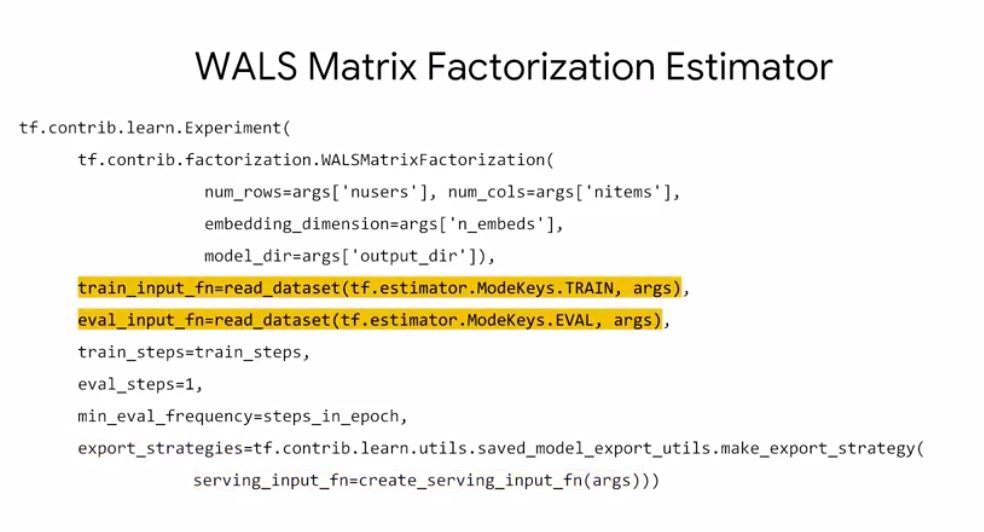 WALS Matrix Factorization Estimator
tf.contrib.learn.Experiment(
tf.contrib.factorization.WALSMatrixFactorization(
num_rows=args['nusers'], num_cols=args['nitems'],
embedding_dimension=args['n_embeds'],
model_dir=args['output_dir']),
train_input_fn=read_dataset(tf.estimator.ModeKeys.TRAIN, args),
eval_input_fn=read_dataset(tf.estimator.ModeKeys.EVAL, args),
train_steps=train_steps,
eval_steps=1,
min_eval_frequency=steps_in_epoch,
export_strategies=tf.contrib.learn.utils.saved_model_export_utils.make_export_strategy(
serving_input_fn=create_serving_input_fn(args)))